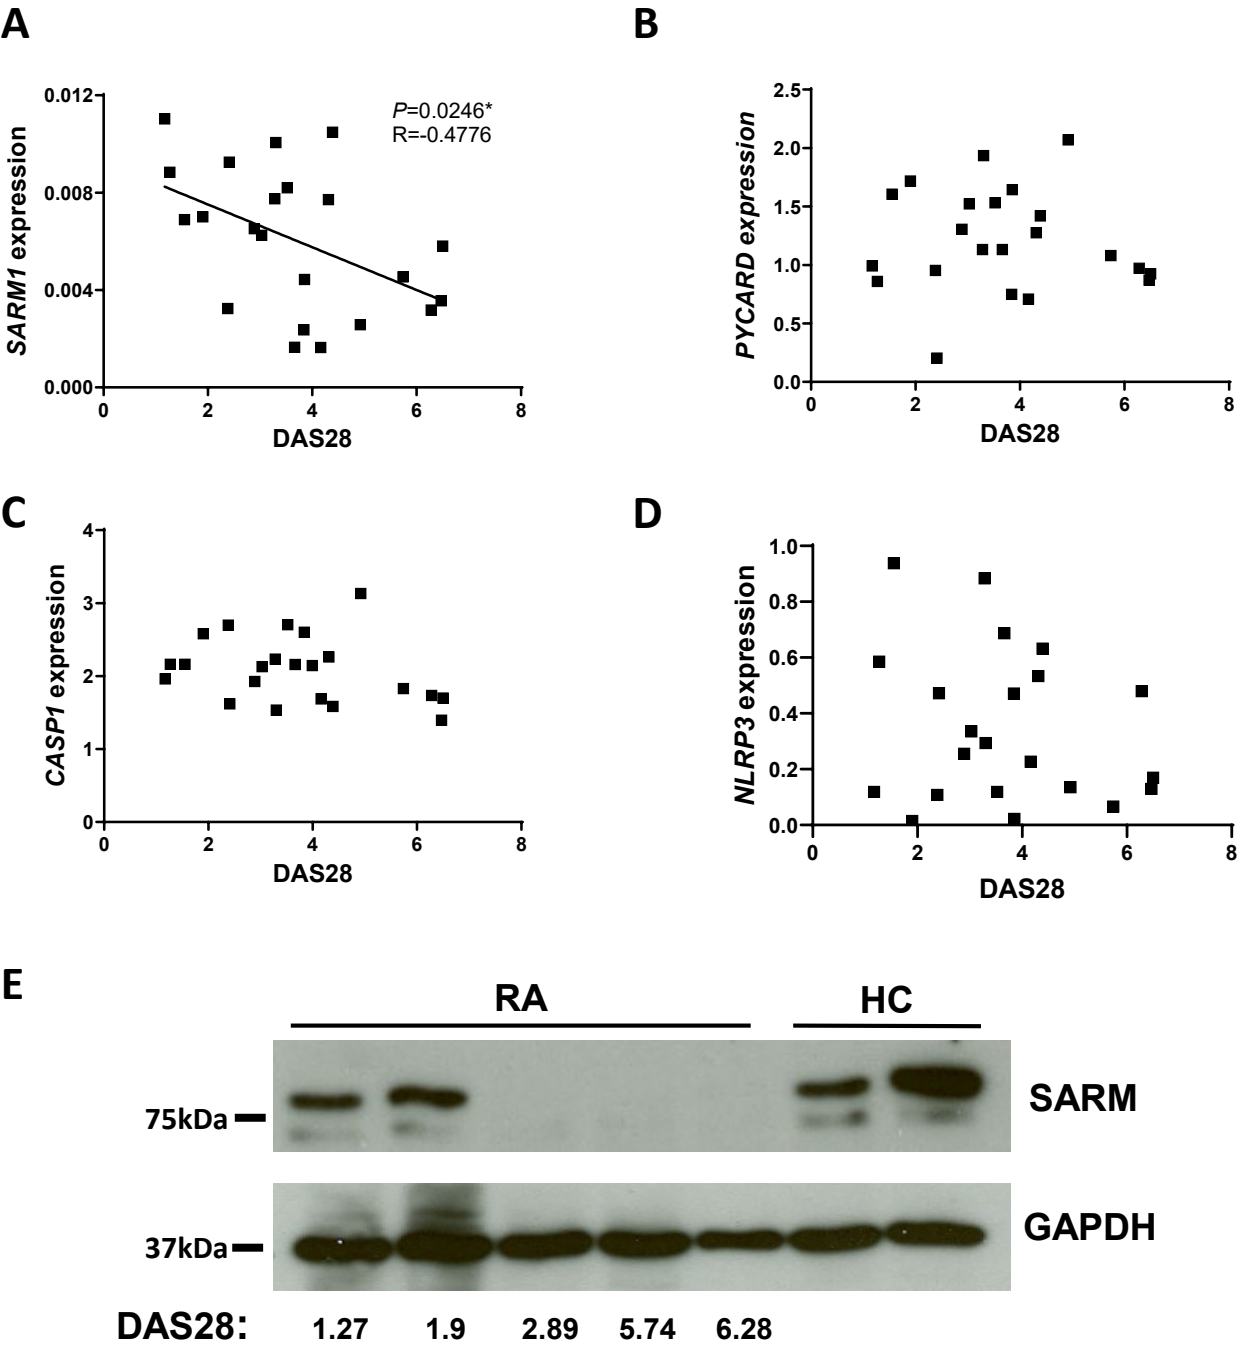 A
P=0.0246*
R=-0.4776
SARM1 expression
0.012
0.008
0.004
0.000
0 2 4 6 8
DAS28
B
PYCARD expression
2.5
2.0
1.5
1.0
0.5
0.0
0 2 4 6 8
DAS28
C
CASP1 expression
4
3
2
1
0
0 2 4 6 8
DAS28
D
NLRP3 expression
1.0
0.8
0.6
0.4
0.2
0.0
0 2 4 6 8
DAS28
E
RA HC
75kDa SARM
37kDa GAPDH
DAS28: 1.27 1.9 2.89 5.74 6.28